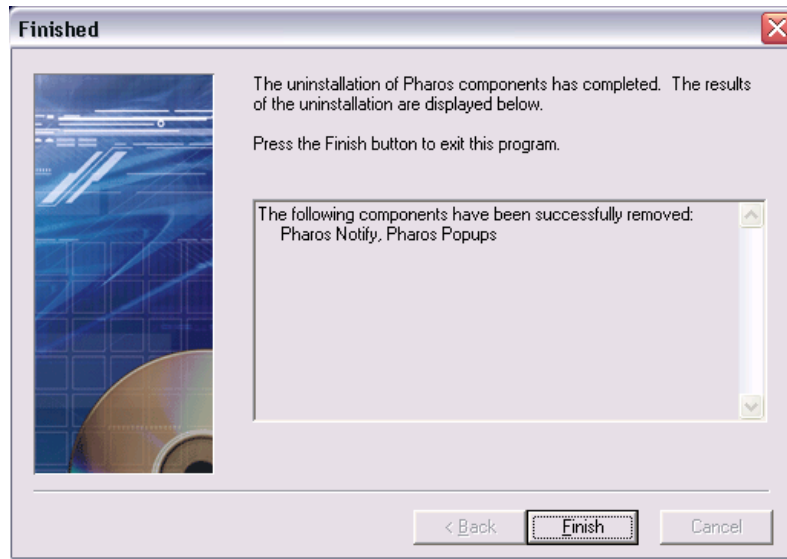 Finished
The uninstallation of Pharos components has completed.  The results
of the uninstallation are displayed below.
Press the Finish button to exit this program.
The following components have been successfully removed:
Pharos Notify, Pharos Popups
< Back
Finish
Cancel